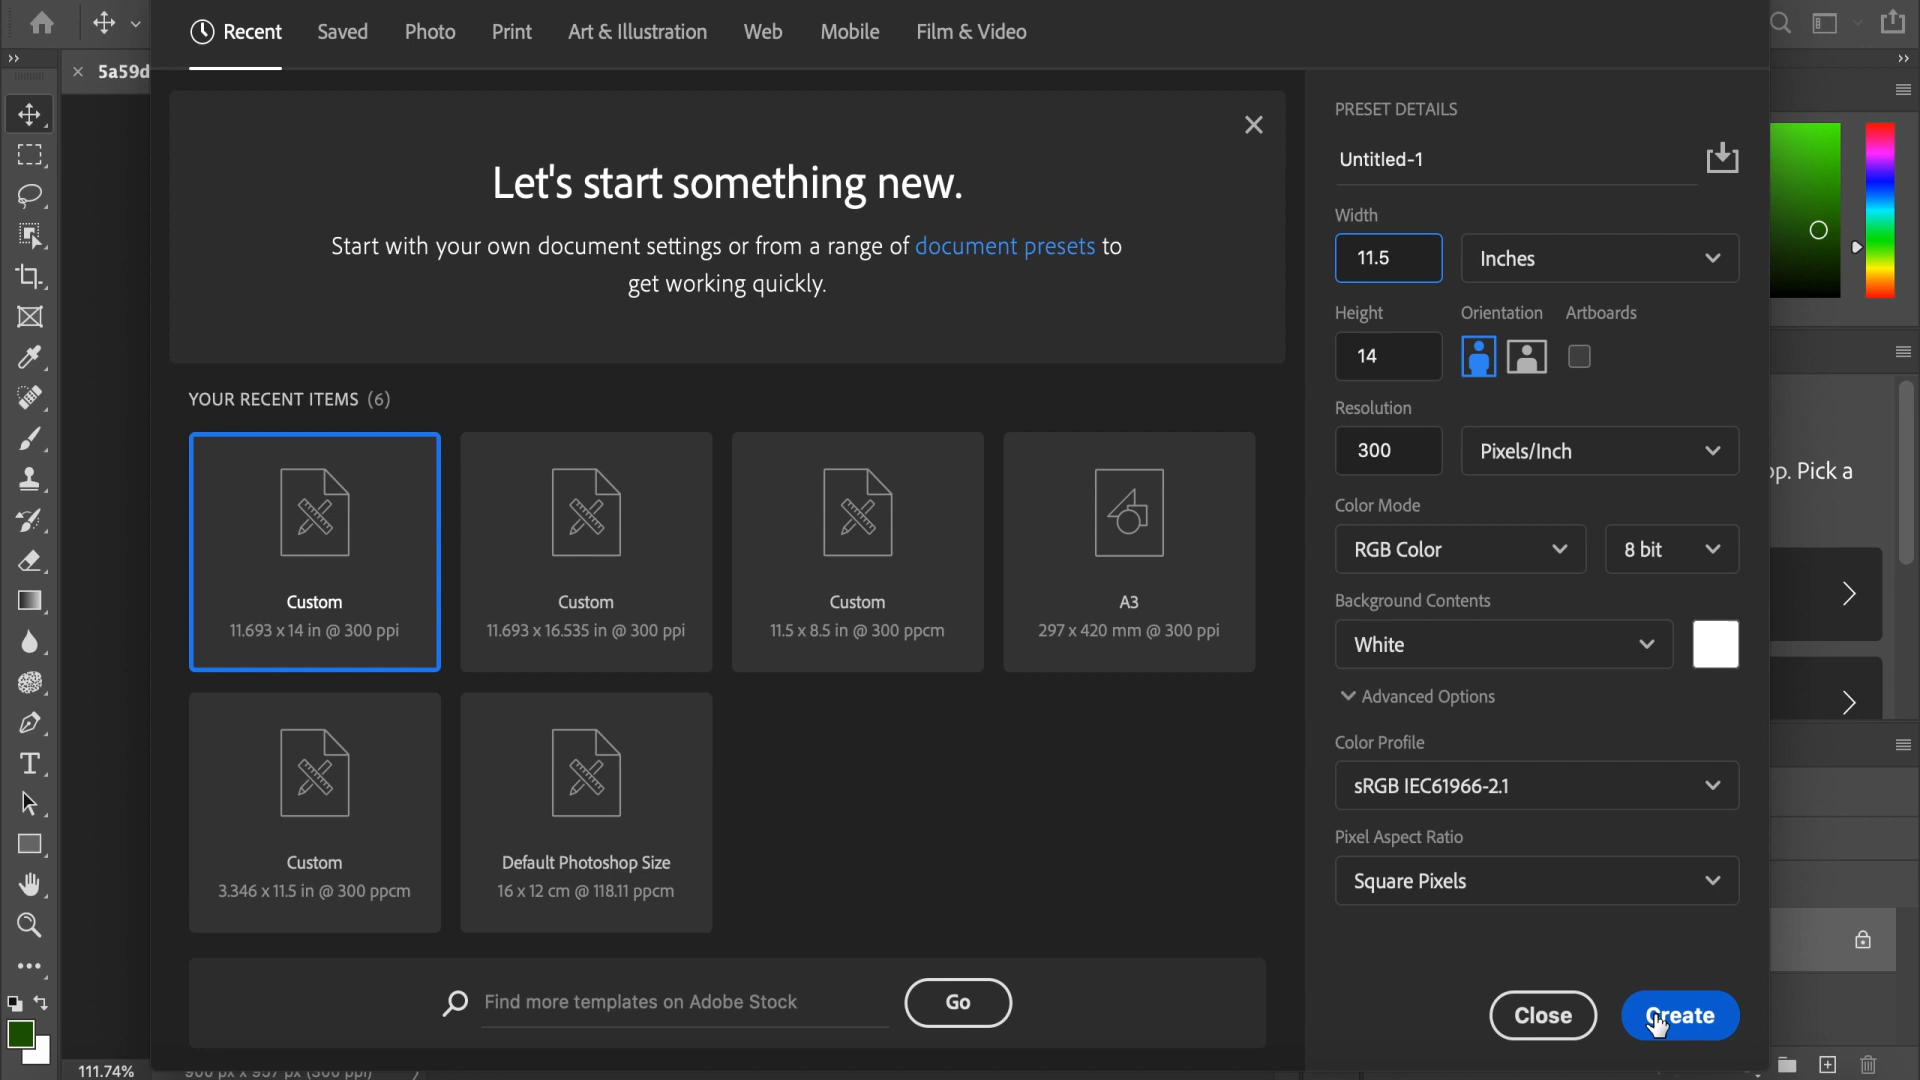 Recent Saved Photo Print Art & Illustration Web Mobile Film & Video
5a59d
Let's start something new.
Start with your own document settings or from a range of document presets to
get working quickly.
YOUR RECENT ITEMS (6)
Custom
11.693 x 14 in @ 300 ppi
Custom
11.693 x 16.535 in @ 300 ppi
Custom
11.5 x 8.5 in @ 300 ppcm
A3
297 x 420 mm @ 300 ppi
Custom
3.346 x 11.5 in @ 300 ppcm
Default Photoshop Size
16 x 12 cm @ 118.11 ppcm
Find more templates on Adobe Stock
Go
PRESET DETAILS
Untitled-1
Width
11.5 Inches
Height Orientation Artboards
14
Resolution
300 Pixels/Inch
Color Mode
RGB Color 8 bit
Background Contents
White
Advanced Options
Color Profile
sRGB IEC61966-2.1
Pixel Aspect Ratio
Square Pixels
Close Create
op. Pick a
111.74%